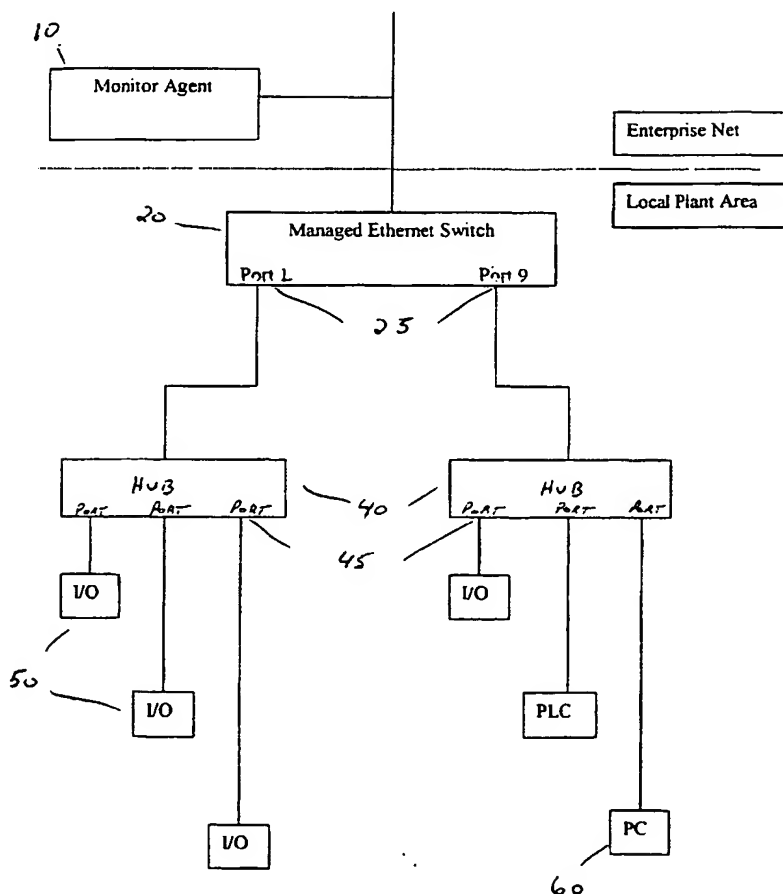 10
Monitor Agent
Enterprise Net
Local Plant Area
20
Managed Ethernet Switch
Port 1 Port 9
25
HUB
PORT PORT PORT
40
HUB
PORT PORT PORT
45
I/O
I/O
50
I/O
PLC
I/O
PC
60